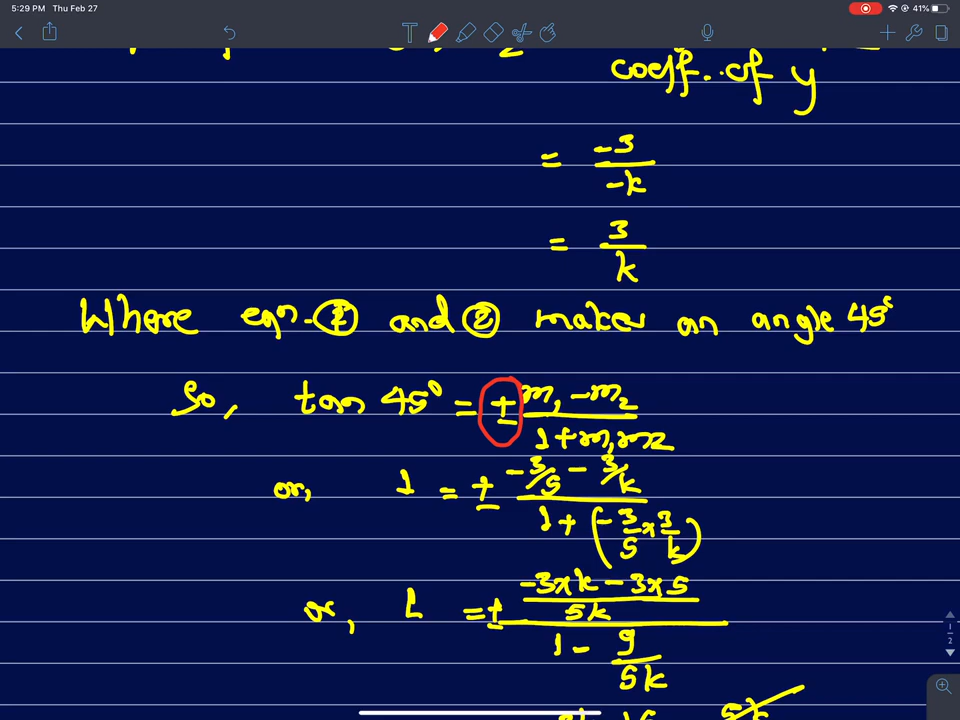 5:29 PM Thu Feb 27
41%
coeff. of y
= -3/-k
= 3/k
Where eqn. ① and ② makes an angle 45°
So, tan 45° = ± m₁ - m₂ / 1 + m₁m₂
or, 1 = ± -3/5 - 3/k / 1 + (-3/5 × 3/k)
or, 1 = ± -3×k - 3×5 / 5k / 1 - 9/5k
1
2